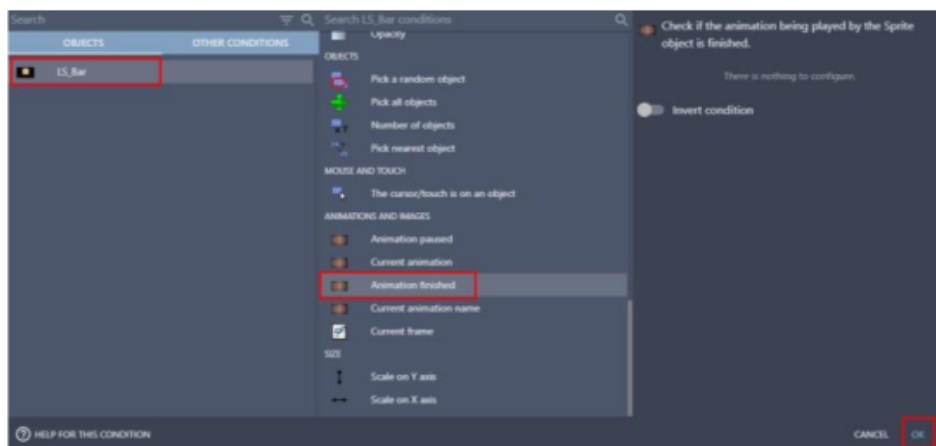 Search
OBJECTS
OTHER CONDITIONS
LS_Bar
Search LS_Bar conditions
Opacity
OBJECTS
Pick a random object
Pick all objects
Number of objects
Pick nearest object
MOUSE AND TOUCH
The cursor/touch is on an object
ANIMATIONS AND IMAGES
Animation paused
Current animation
Animation finished
Current animation name
Current frame
SIZE
Scale on Y axis
Scale on X axis
Check if the animation being played by the Sprite
object is finished.
There is nothing to configure.
Invert condition
HELP FOR THIS CONDITION
CANCEL
OK